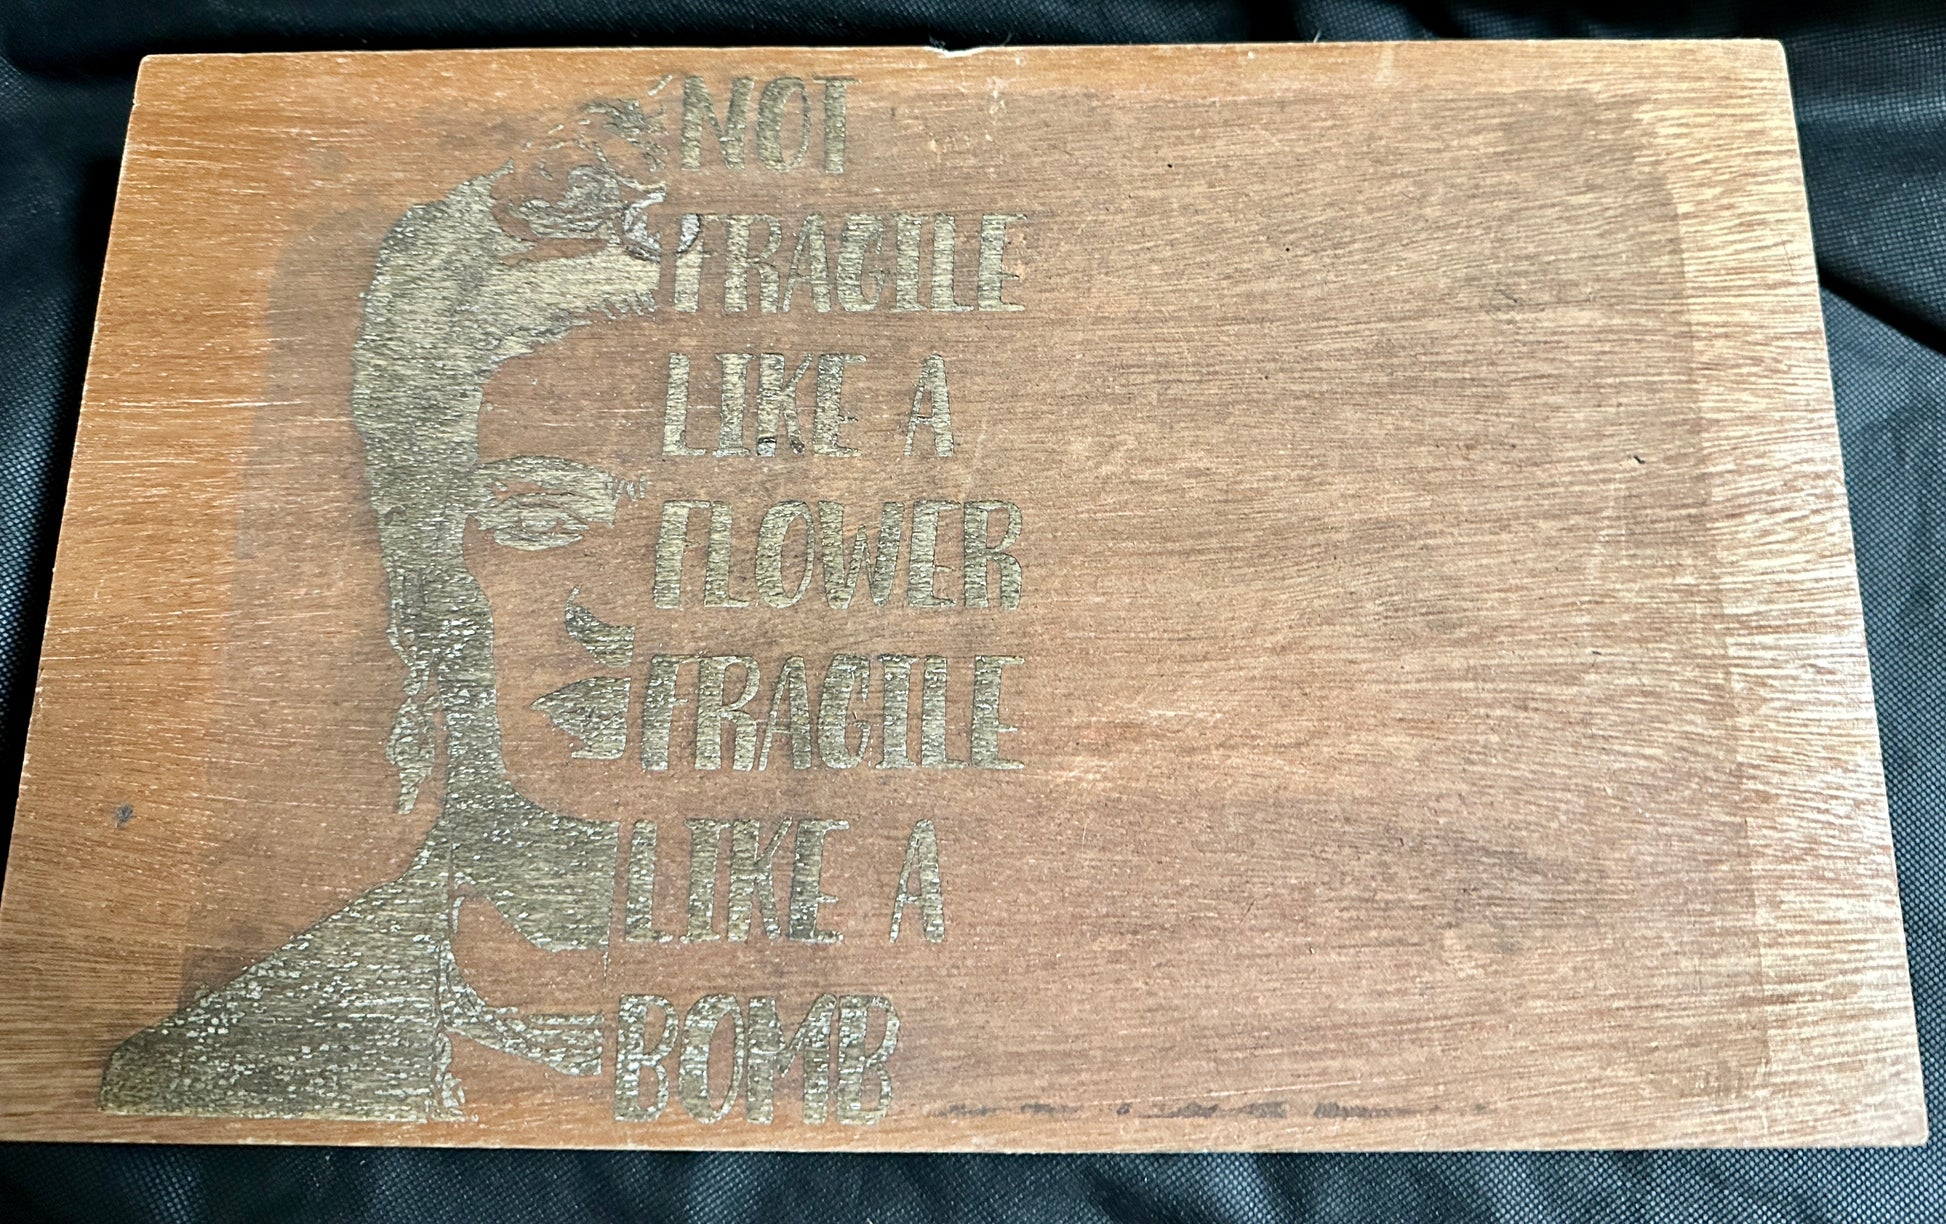 NOT
FRAGILE
LIKE A
FLOWER
FRAGILE
LIKE A
BOMB